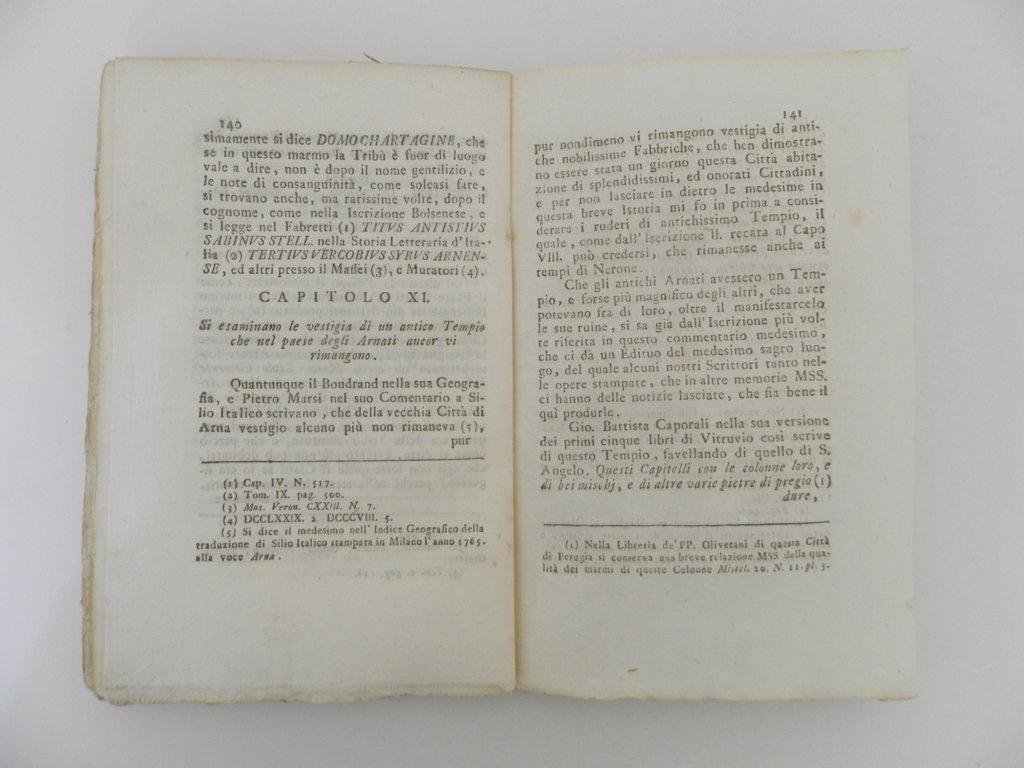 140
simamente si dice DOMO CHARTAGINE, che
se in questo marmo la Tribù è fuor di luogo
vale a dire, non è dopo il nome gentilizio, e
le note di consanguinità, come soleasi fare,
si trovano anche, ma rarissime volte, dopo il
cognome, come nella Iscrizione Bolsenese, e
si legge nel Fabretti (1) TITVS ANTISTIVS
SABINVS STELL. nella Storia Letteraria d'Ita-
lia (2) TERTIVS VERCOBIVS SYRVS ARNEN-
SE, ed altri presso il Maffei (3), e Muratori (4).
CAPITOLO XI.
Si esaminano le vestigia di un antico Tempio
che nel paese degli Arnati ancor vi
rimangono.
Quantunque il Boudrand nella sua Geogra-
fia, e Pietro Marsi nel suo Comentario a Si-
lio Italico scrivano, che della vecchia Città di
Arna vestigio alcuno più non rimaneva (5),
pur
(1) Cap. IV. N. 517.
(2) Tom. IX. pag. 500.
(3) Mus. Veron. CXXIII. N. 7.
(4) DCCLXXIX. 2 DCCCVIII. 5.
(5) Si dice il medesimo nell' Indice Geografico della
traduzione di Silio Italico stampata in Milano l'anno 1765.
alla voce Arna.
141
pur nondimeno vi rimangono vestigia di anti-
che nobilissime Fabbriche, che ben dimostra-
no essere stata un giorno questa Città abita-
zione di splendidissimi, ed onorati Cittadini,
e per non lasciare in dietro le medesime in
questa breve Istoria mi fo in prima a consi-
derare i ruderi di antichissimo Tempio, il
quale, come dall'Iscrizione II. recata al Capo
VIII. può credersi, che rimanesse anche ai
tempi di Nerone.
Che gli antichi Arnati avessero un Tem-
pio, e forse più magnifico degli altri, che aver
potevano fra di loro, oltre il manifestarcelo
le sue ruine, si sa gia dall'Iscrizione più vol-
te riferita in questo commentario medesimo,
che ci dà un Edituo del medesimo sagro luo-
go, del quale alcuni nostri Scrittori tanto nel-
le opere stampate, che in altre memorie MSS.
ci hanno delle notizie lasciate, che fia bene il
quì produrle.
Gio. Battista Caporali nella sua versione
dei primi cinque libri di Vitruvio così scrive
di questo Tempio, favellando di quello di S.
Angelo. Questi Capitelli con le colonne loro, e
di bei mischj, e di altre varie pietre di pregio (1)
dure,
(1) Nella Libreria de'PP. Olivetani di questa Città
di Perugia si conserva una breve relazione MSS. della qua-
lità dei marmi di queste Colonne Miscel. 20. N. 11. pl. 5.